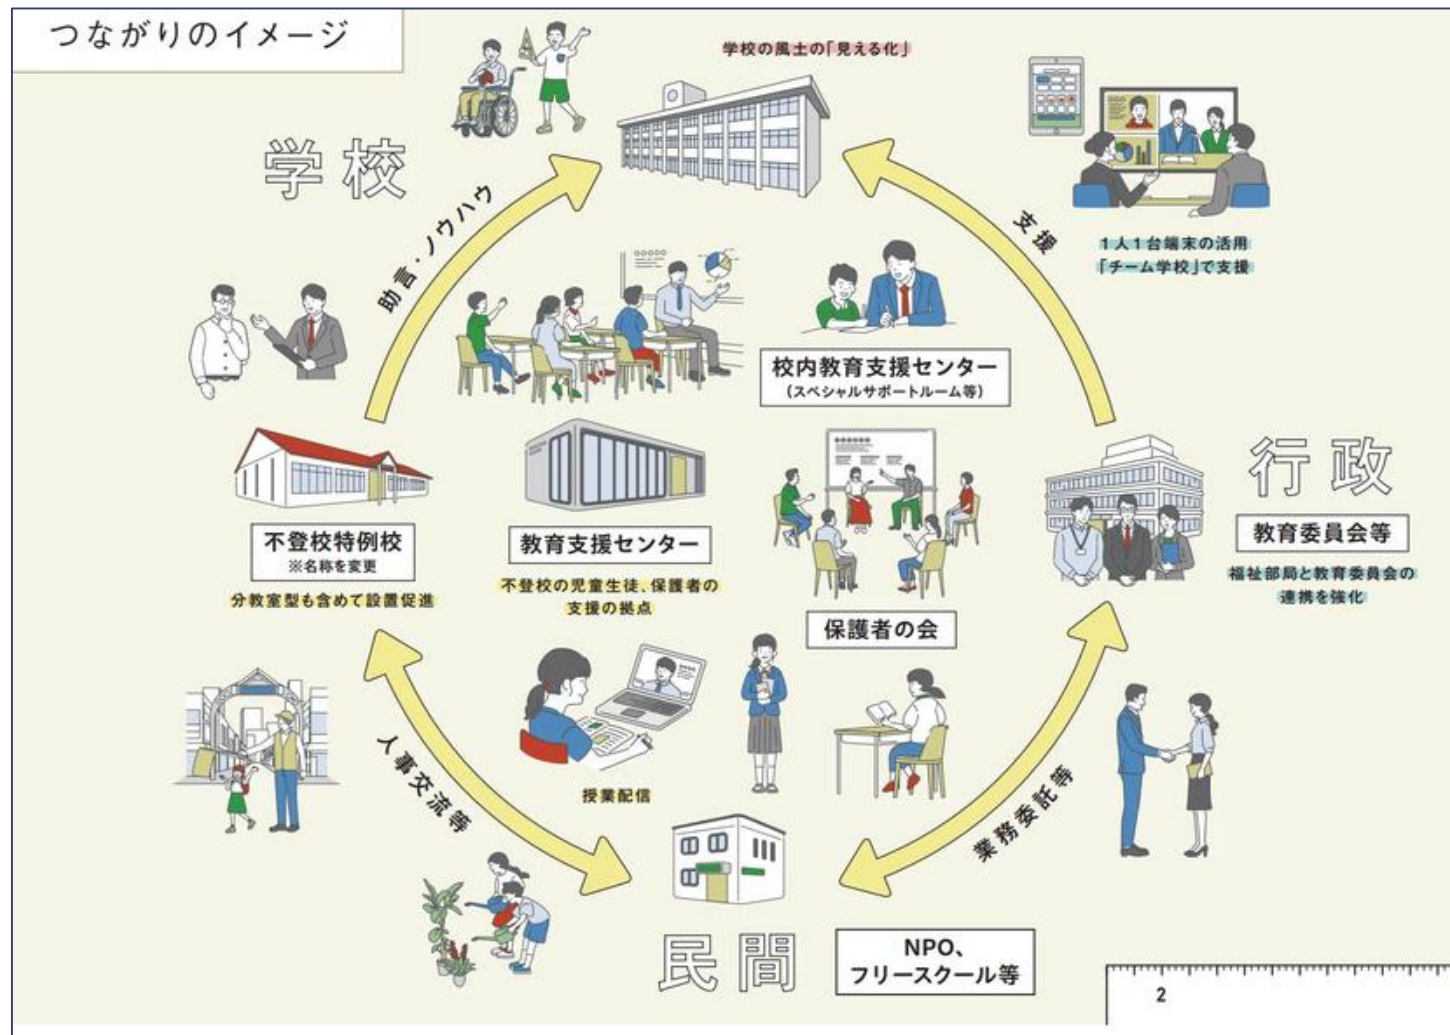 つながりのイメージ
学校の風土の「見える化」
学校
助言・ノウハウ
支援
1人1台端末の活用
「チーム学校」で支援
校内教育支援センター
(スペシャルサポートルーム等)
行政
教育委員会等
福祉部局と教育委員会の
連携を強化
不登校特例校
※名称を変更
分教室型も含めて設置促進
教育支援センター
不登校の児童生徒、保護者の
支援の拠点
保護者の会
人事交流等
授業配信
業務委託等
民間
NPO、
フリースクール等
2